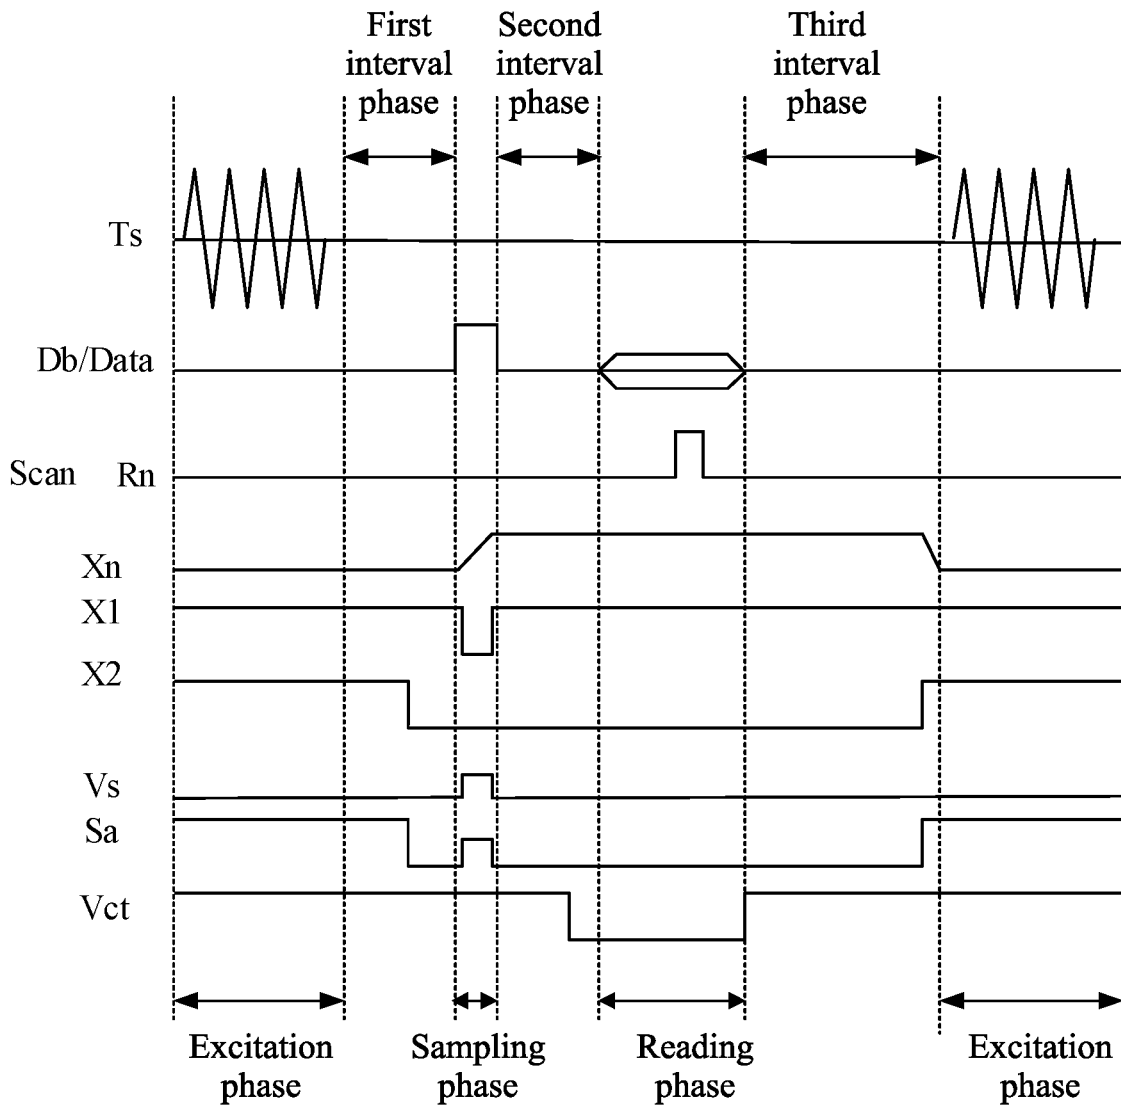 First
interval
phase
Second
interval
phase
Third
interval
phase
Ts
Db/Data
Scan Rn
Xn
X1
X2
Vs
Sa
Vct
Excitation
phase
Sampling
phase
Reading
phase
Excitation
phase